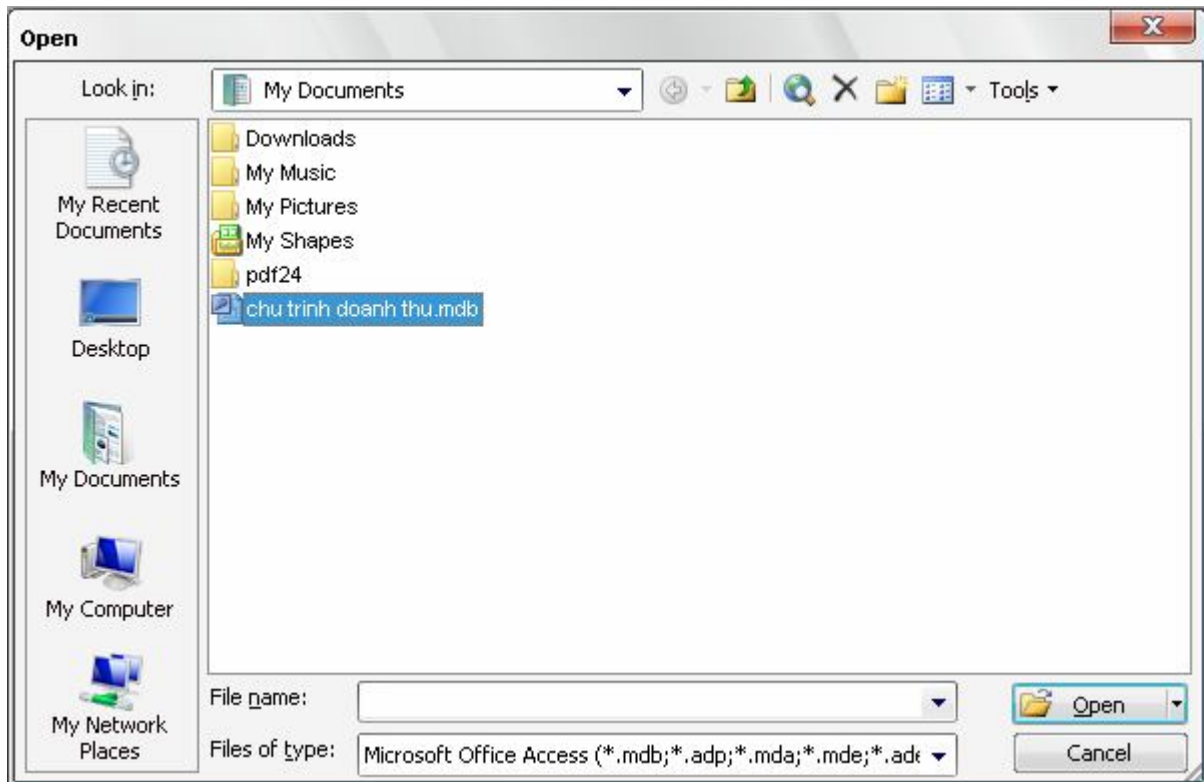 Open
Look in:
My Documents
Tools
My Recent
Documents
Desktop
My Documents
My Computer
My Network
Places
Downloads
My Music
My Pictures
My Shapes
pdf24
chu trinh doanh thu.mdb
File name:
Open
Files of type:
Microsoft Office Access (*.mdb;*.adp;*.mda;*.mde;*.ade
Cancel